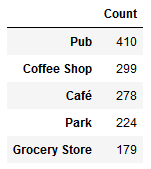 Count
Pub 410
Coffee Shop 299
Café 278
Park 224
Grocery Store 179